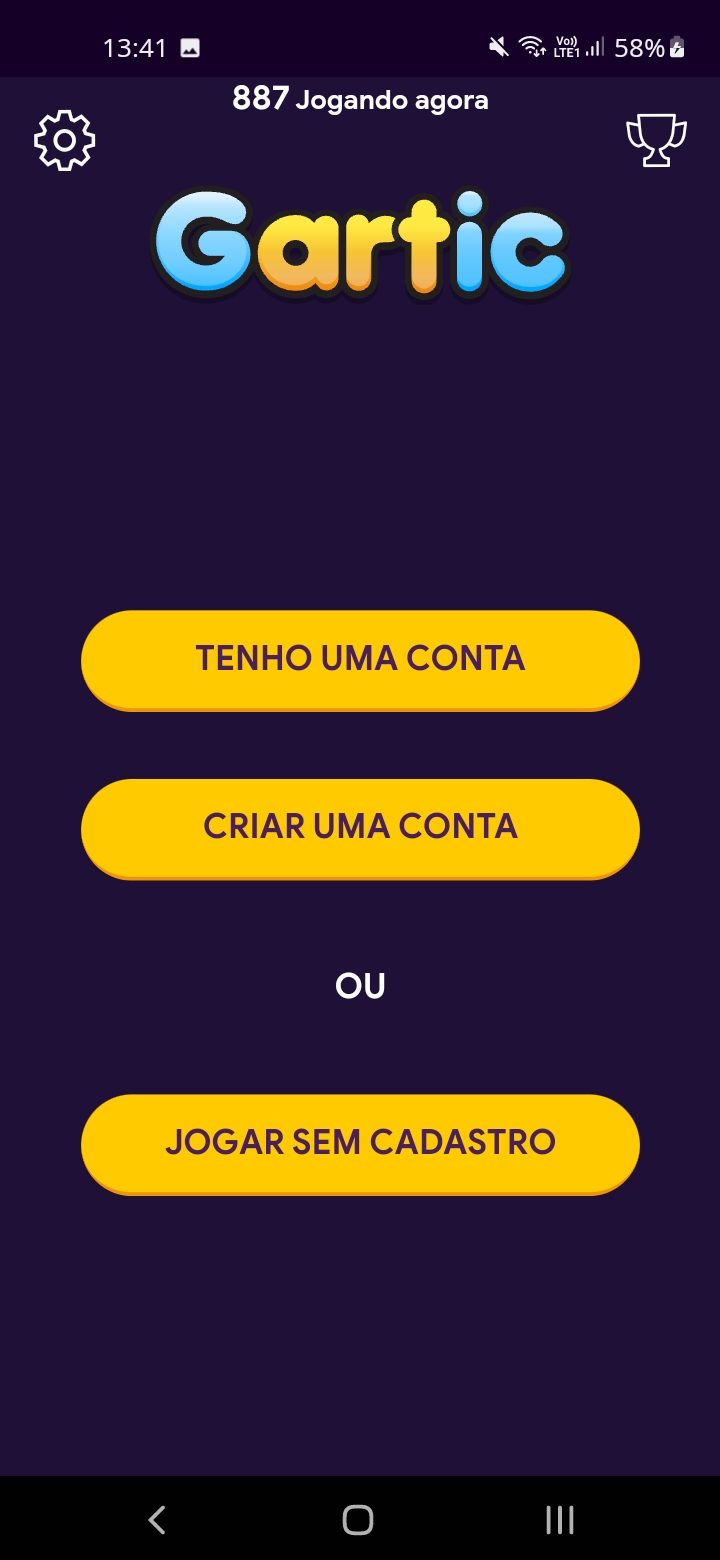 13:41
Vo)) LTE1 58%
887 Jogando agora
Gartic
TENHO UMA CONTA
CRIAR UMA CONTA
OU
JOGAR SEM CADASTRO